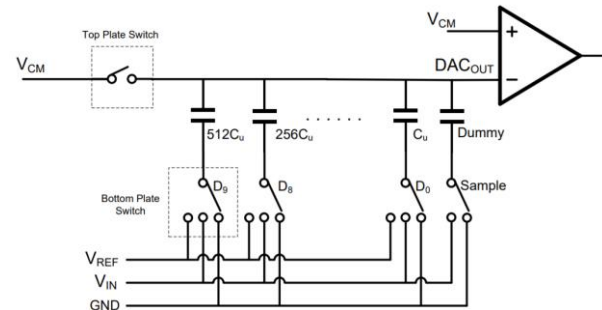 Top Plate Switch
V_CM
V_CM
+
DAC_OUT
−
512C_u
256C_u
. . . . . .
C_u
Dummy
Bottom Plate
Switch
D_9
D_8
D_0
Sample
V_REF
V_IN
GND